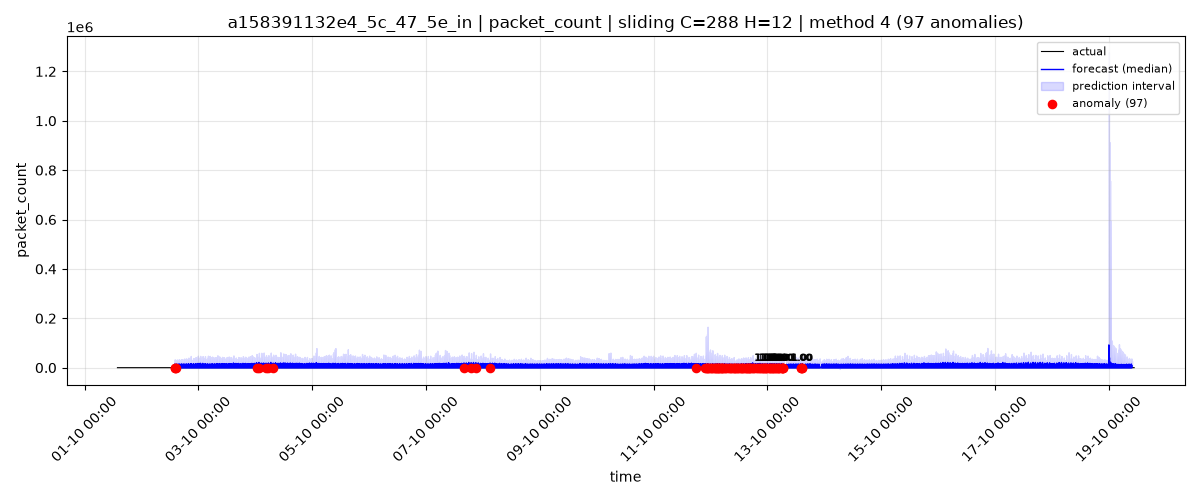 a158391132e4_5c_47_5e_in | packet_count | sliding C=288 H=12 | method 4 (97 anomalies)
1e6
actual
forecast (median)
prediction interval
anomaly (97)
1.2
1.0
0.8
0.6
0.4
0.2
0.0
packet_count
01-10 00:00
03-10 00:00
05-10 00:00
07-10 00:00
09-10 00:00
11-10 00:00
13-10 00:00
15-10 00:00
17-10 00:00
19-10 00:00
time